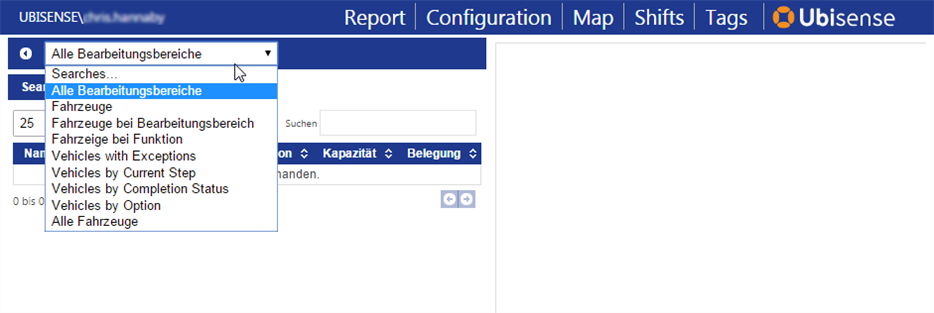 UBISENSE\
Report Configuration Map Shifts Tags Ubisense
Alle Bearbeitungsbereiche
Searches...
Alle Bearbeitungsbereiche
Fahrzeuge
Fahrzeuge bei Bearbeitungsbereich
Fahrzeige bei Funktion
Vehicles with Exceptions
Vehicles by Current Step
Vehicles by Completion Status
Vehicles by Option
Alle Fahrzeuge
Sea
25 Suchen
Nan on Kapazität Belegung
handen.
0 bis 0